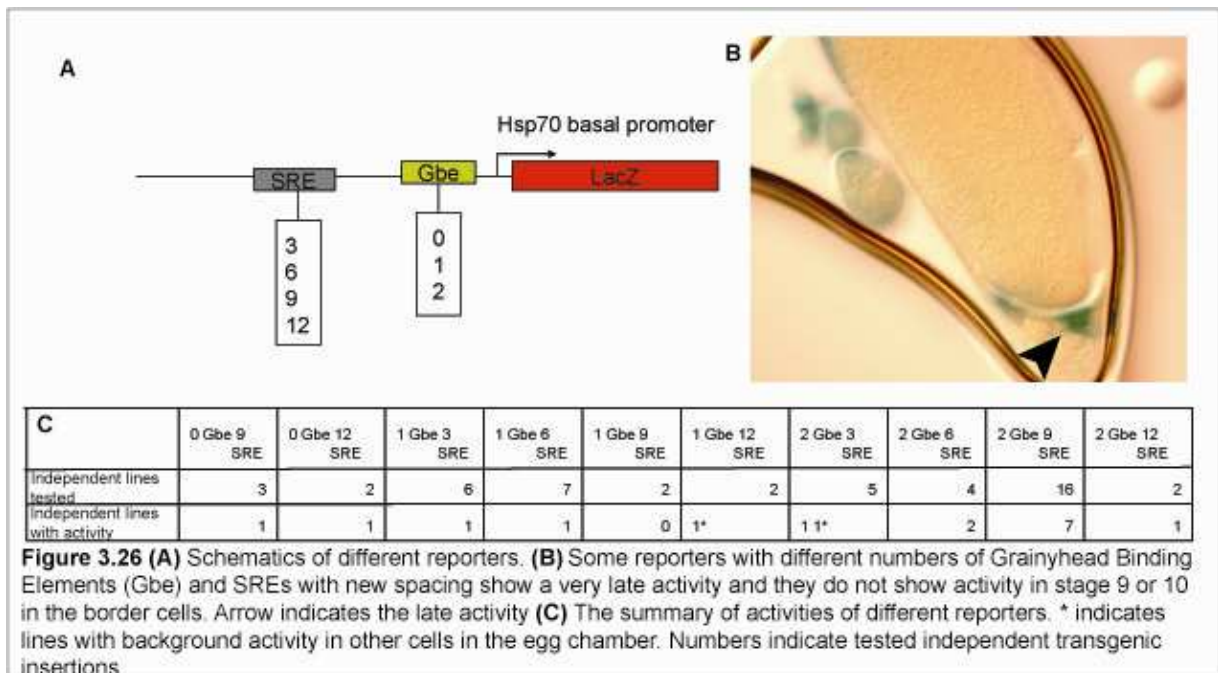 A
B
Hsp70 basal promoter
SRE
Gbe
LacZ
3
6
9
12
0
1
2
C
0 Gbe 9 SRE
0 Gbe 12 SRE
1 Gbe 3 SRE
1 Gbe 6 SRE
1 Gbe 9 SRE
1 Gbe 12 SRE
2 Gbe 3 SRE
2 Gbe 6 SRE
2 Gbe 9 SRE
2 Gbe 12 SRE
Independent lines tested 3 2 6 7 2 2 5 4 16 2
Independent lines with activity 1 1 1 1 0 1* 1 1* 2 7 1
Figure 3.26 (A) Schematics of different reporters. (B) Some reporters with different numbers of Grainyhead Binding
Elements (Gbe) and SREs with new spacing show a very late activity and they do not show activity in stage 9 or 10
in the border cells. Arrow indicates the late activity (C) The summary of activities of different reporters. * indicates
lines with background activity in other cells in the egg chamber. Numbers indicate tested independent transgenic
insertions